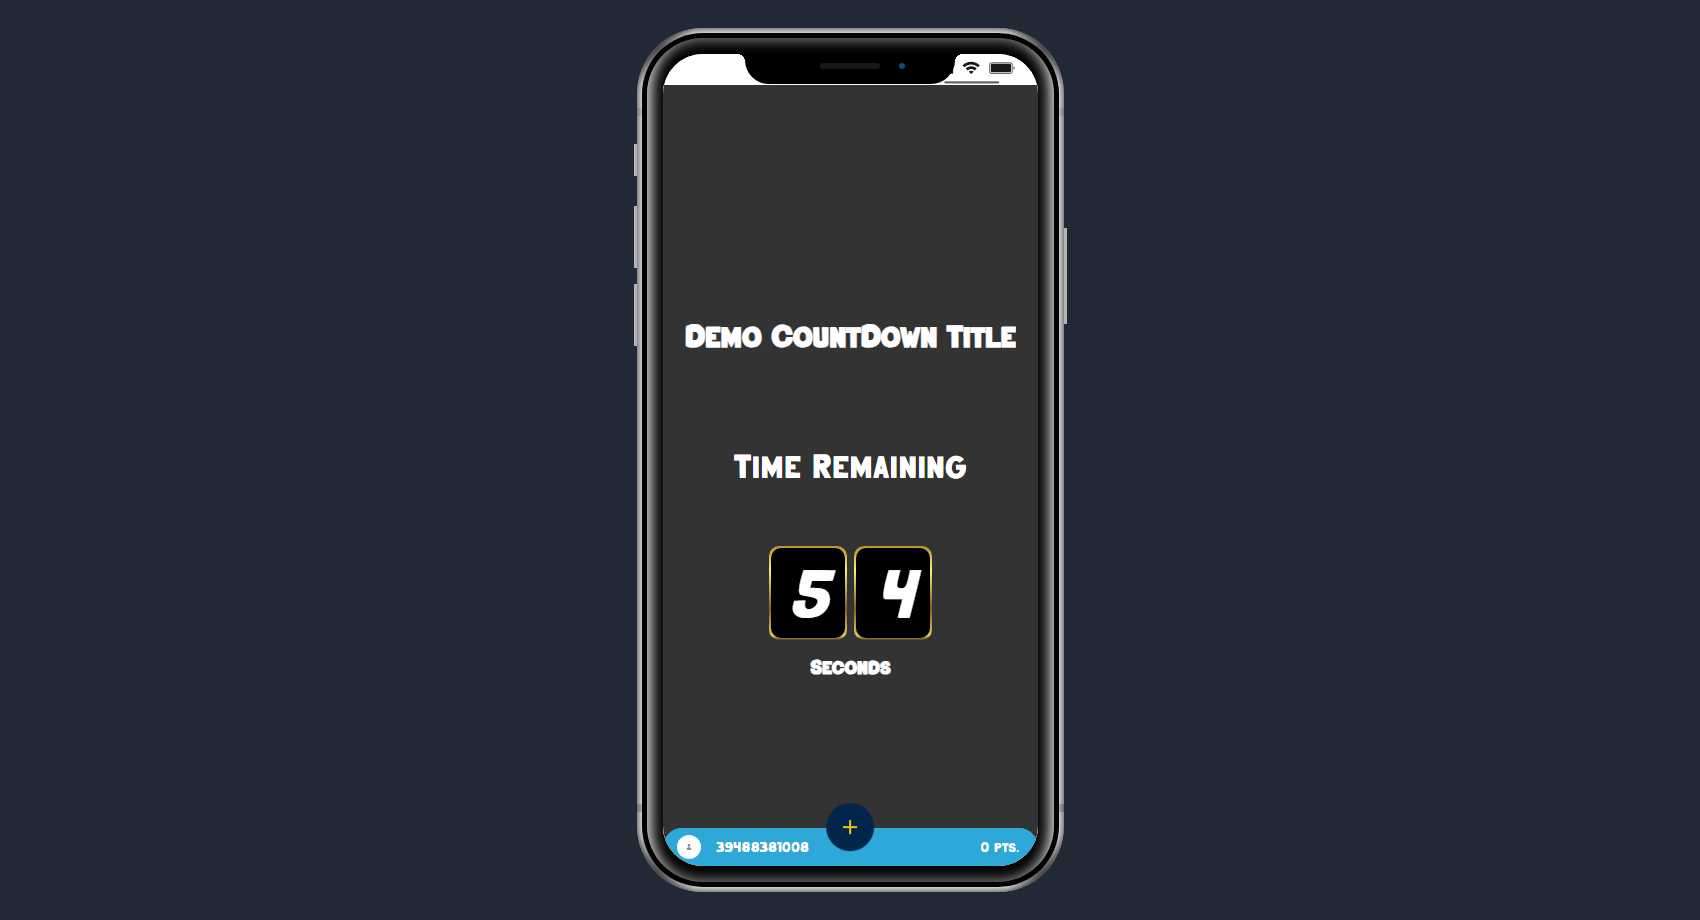 Demo CountDown Title
Time Remaining
5 4
Seconds
39488381008 0 PTS.